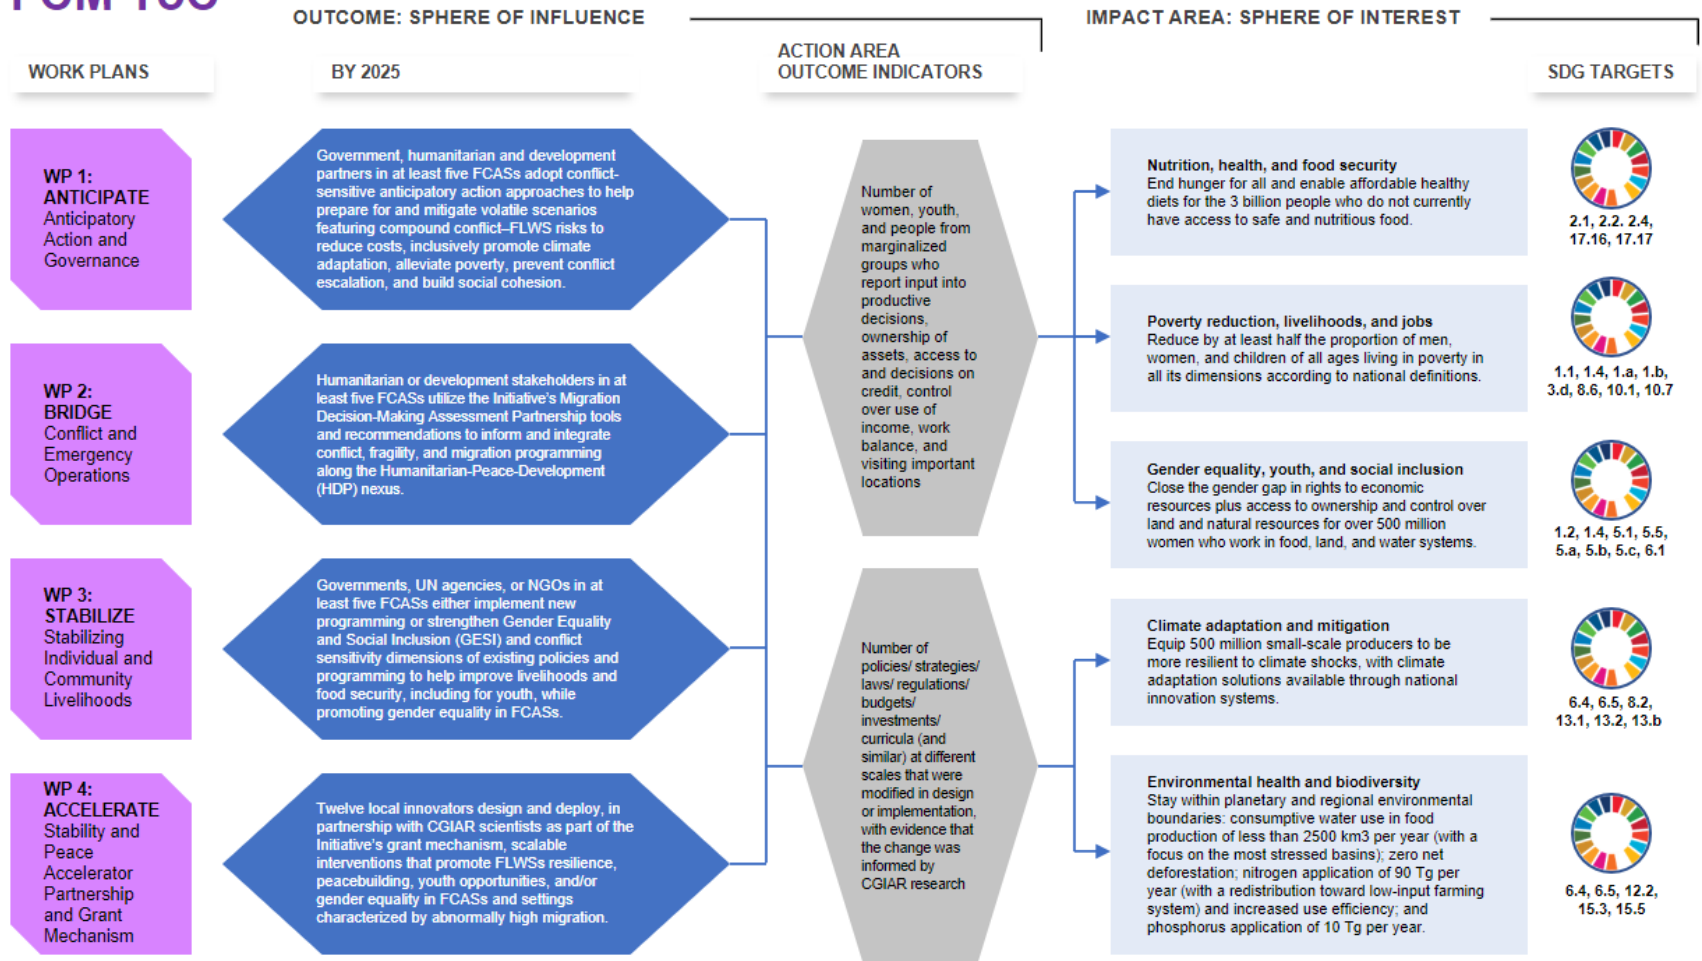 FCM TOC
OUTCOME: SPHERE OF INFLUENCE
IMPACT AREA: SPHERE OF INTEREST
WORK PLANS
BY 2025
ACTION AREA
OUTCOME INDICATORS
SDG TARGETS
WP 1:
ANTICIPATE
Anticipatory
Action and
Governance
Government, humanitarian and development
partners in at least five FCASs adopt conflict-
sensitive anticipatory action approaches to help
prepare for and mitigate volatile scenarios
featuring compound conflict–FLWS risks to
reduce costs, inclusively promote climate
adaptation, alleviate poverty, prevent conflict
escalation, and build social cohesion.
WP 2:
BRIDGE
Conflict and
Emergency
Operations
Humanitarian or development stakeholders in at
least five FCASs utilize the Initiative's Migration
Decision-Making Assessment Partnership tools
and recommendations to inform and integrate
conflict, fragility, and migration programming
along the Humanitarian-Peace-Development
(HDP) nexus.
WP 3:
STABILIZE
Stabilizing
Individual and
Community
Livelihoods
Governments, UN agencies, or NGOs in at
least five FCASs either implement new
programming or strengthen Gender Equality
and Social Inclusion (GESI) and conflict
sensitivity dimensions of existing policies and
programming to help improve livelihoods and
food security, including for youth, while
promoting gender equality in FCASs.
WP 4:
ACCELERATE
Stability and
Peace
Accelerator
Partnership
and Grant
Mechanism
Twelve local innovators design and deploy, in
partnership with CGIAR scientists as part of the
Initiative's grant mechanism, scalable
interventions that promote FLWSs resilience,
peacebuilding, youth opportunities, and/or
gender equality in FCASs and settings
characterized by abnormally high migration.
Number of
women, youth,
and people from
marginalized
groups who
report input into
productive
decisions,
ownership of
assets, access to
and decisions on
credit, control
over use of
income, work
balance, and
visiting important
locations
Number of
policies/ strategies/
laws/ regulations/
budgets/
investments/
curricula (and
similar) at different
scales that were
modified in design
or implementation,
with evidence that
the change was
informed by
CGIAR research
Nutrition, health, and food security
End hunger for all and enable affordable healthy
diets for the 3 billion people who do not currently
have access to safe and nutritious food.
2.1, 2.2. 2.4,
17.16, 17.17
Poverty reduction, livelihoods, and jobs
Reduce by at least half the proportion of men,
women, and children of all ages living in poverty in
all its dimensions according to national definitions.
1.1, 1.4, 1.a, 1.b,
3.d, 8.6, 10.1, 10.7
Gender equality, youth, and social inclusion
Close the gender gap in rights to economic
resources plus access to ownership and control over
land and natural resources for over 500 million
women who work in food, land, and water systems.
1.2, 1.4, 5.1, 5.5,
5.a, 5.b, 5.c, 6.1
Climate adaptation and mitigation
Equip 500 million small-scale producers to be
more resilient to climate shocks, with climate
adaptation solutions available through national
innovation systems.
6.4, 6.5, 8.2,
13.1, 13.2, 13.b
Environmental health and biodiversity
Stay within planetary and regional environmental
boundaries: consumptive water use in food
production of less than 2500 km3 per year (with a
focus on the most stressed basins); zero net
deforestation; nitrogen application of 90 Tg per
year (with a redistribution toward low-input farming
system) and increased use efficiency; and
phosphorus application of 10 Tg per year.
6.4, 6.5, 12.2,
15.3, 15.5